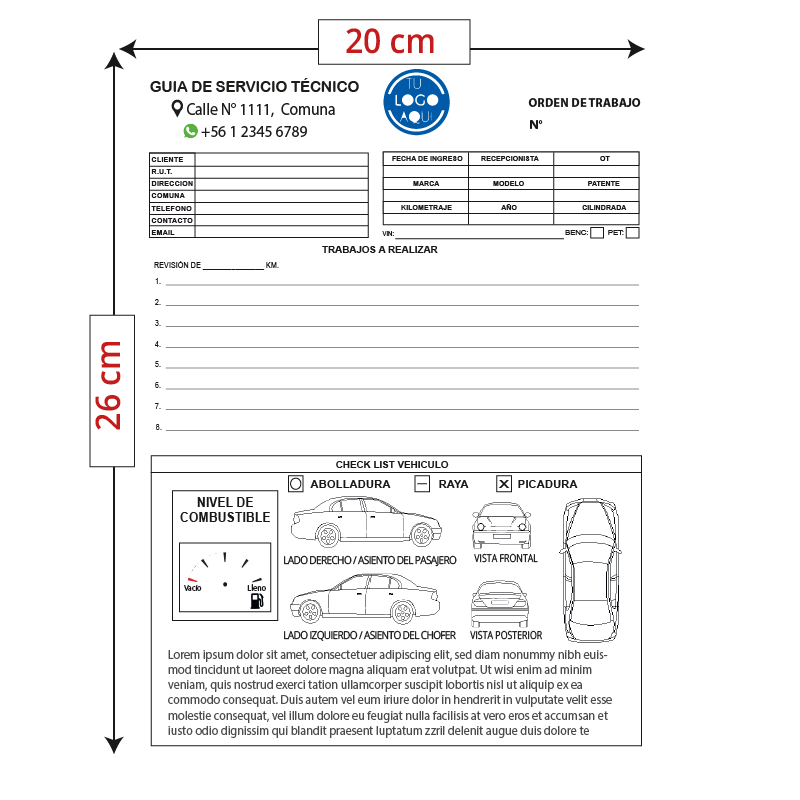 20 cm
26 cm
GUIA DE SERVICIO TÉCNICO
Calle N° 1111, Comuna
+56 1 2345 6789
TU
LOGO
AQUI
ORDEN DE TRABAJO
N°
CLIENTE
R.U.T.
DIRECCION
COMUNA
TELEFONO
CONTACTO
EMAIL
FECHA DE INGRESO RECEPCIONISTA OT
MARCA MODELO PATENTE
KILOMETRAJE AÑO CILINDRADA
VIN: BENC: PET:
TRABAJOS A REALIZAR
REVISIÓN DE ______________ KM.
1.
2.
3.
4.
5.
6.
7.
8.
CHECK LIST VEHICULO
ABOLLADURA RAYA X PICADURA
NIVEL DE
COMBUSTIBLE
Vacío Lleno
LADO DERECHO / ASIENTO DEL PASAJERO
VISTA FRONTAL
LADO IZQUIERDO / ASIENTO DEL CHOFER
VISTA POSTERIOR
Lorem ipsum dolor sit amet, consectetuer adipiscing elit, sed diam nonummy nibh euis-
mod tincidunt ut laoreet dolore magna aliquam erat volutpat. Ut wisi enim ad minim
veniam, quis nostrud exerci tation ullamcorper suscipit lobortis nisl ut aliquip ex ea
commodo consequat. Duis autem vel eum iriure dolor in hendrerit in vulputate velit esse
molestie consequat, vel illum dolore eu feugiat nulla facilisis at vero eros et accumsan et
iusto odio dignissim qui blandit praesent luptatum zzril delenit augue duis dolore te